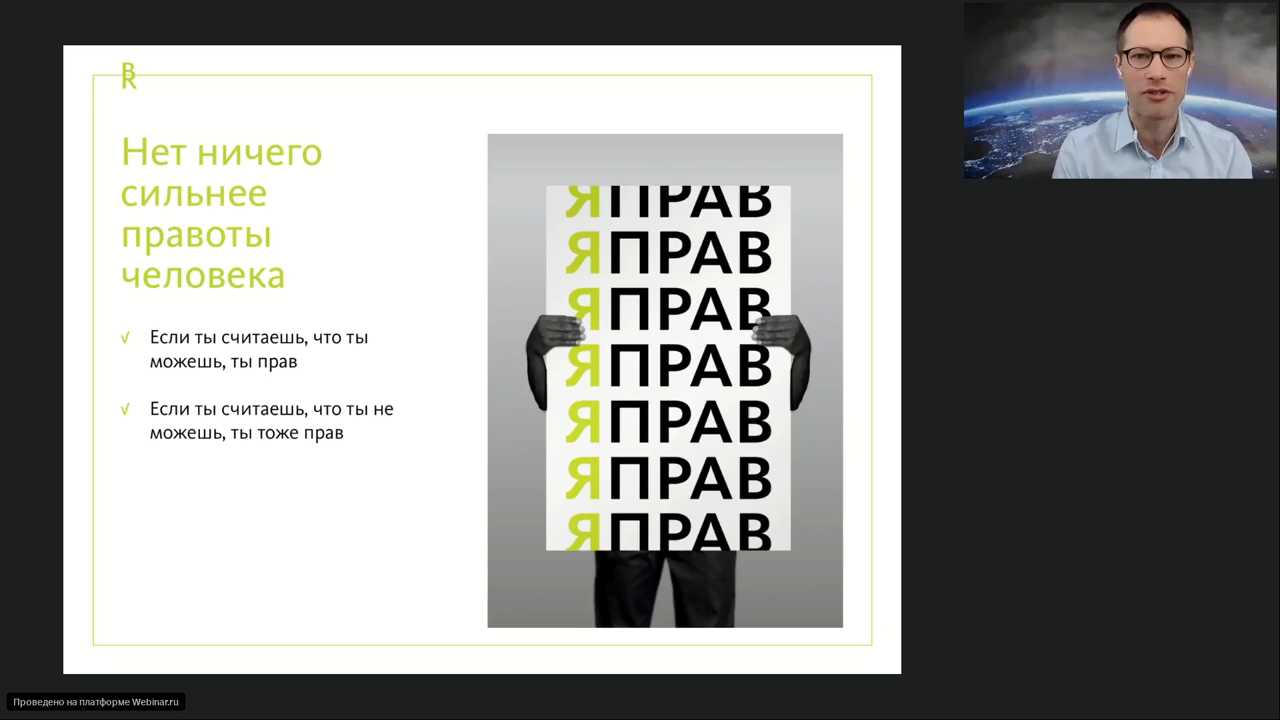 BR
Нет ничего
сильнее
правоты
человека
√ Если ты считаешь, что ты
можешь, ты прав
√ Если ты считаешь, что ты не
можешь, ты тоже прав
ЯПРАВ
ЯПРАВ
ЯПРАВ
ЯПРАВ
ЯПРАВ
ЯПРАВ
ЯПРАВ
Проведено на платформе Webinar.ru